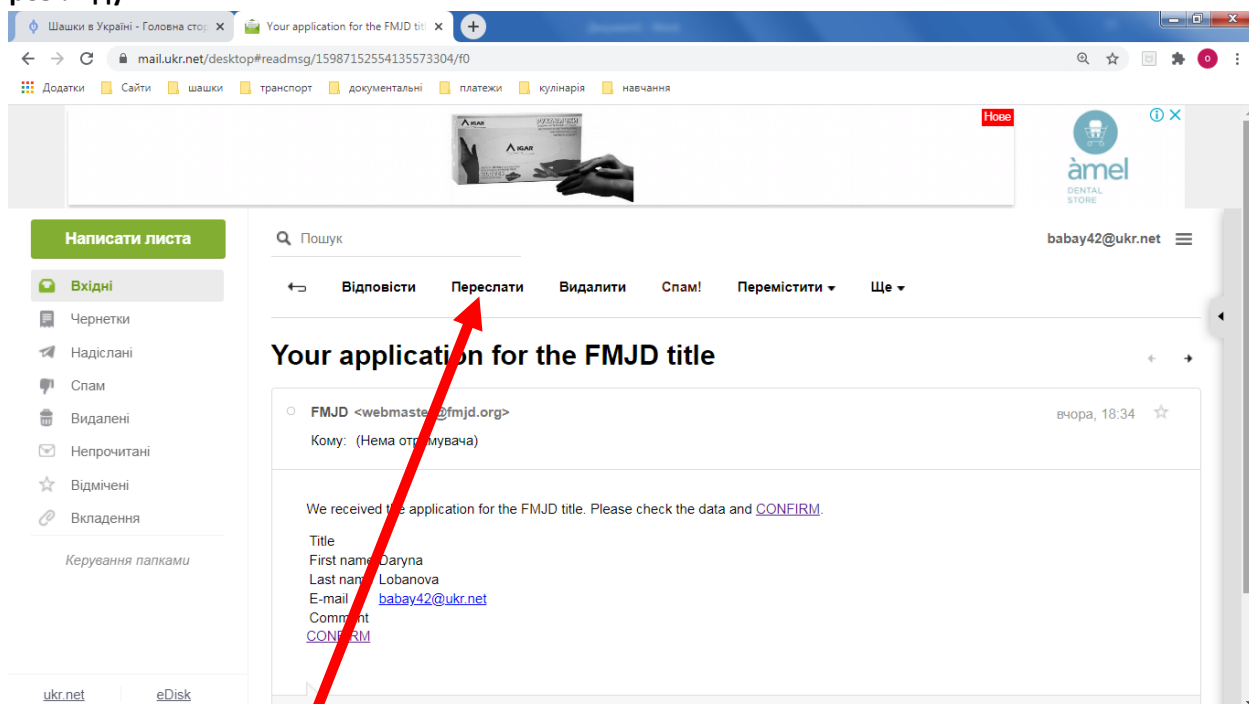 Шашки в Україні - Головна стор
Your application for the FMJD tit
mail.ukr.net/desktop#readmsg/15987152554135573304/f0
Додатки Сайти шашки транспорт документальні платежи кулінарія навчання
IGAR
РУКАВИЧКИ
IGAR
Нове
àmel
DENTAL
STORE
Написати листа
Пошук
babay42@ukr.net
Вхідні
Відповісти Переслати Видалити Спам! Перемістити Ще
Чернетки
Надіслані
Спам
Видалені
Непрочитані
Відмічені
Вкладення
Керування папками
ukr.net eDisk
Your application for the FMJD title
FMJD <webmaster@fmjd.org>
вчора, 18:34
Кому: (Нема отримувача)
We received the application for the FMJD title. Please check the data and CONFIRM.
Title
First name Daryna
Last name Lobanova
E-mail babay42@ukr.net
Comment
CONFIRM